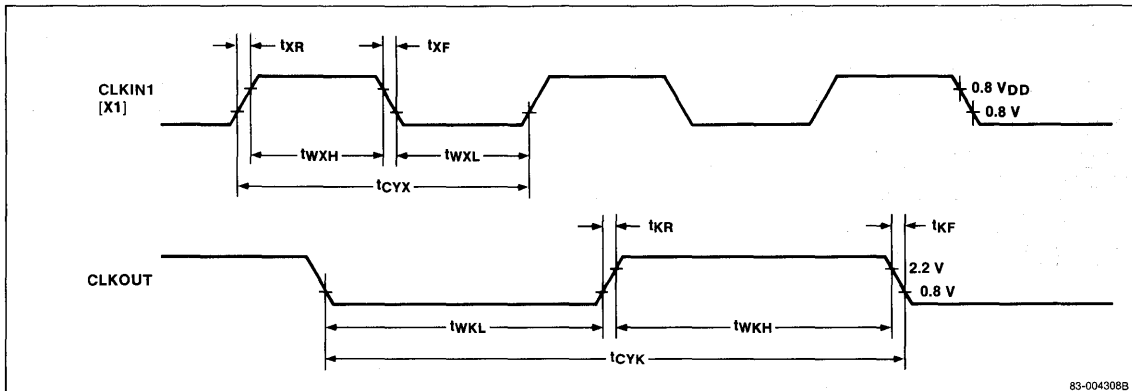 tXR
tXF
CLKIN1
[X1]
0.8 VDD
0.8 V
tWXH
tWXL
tCYX
tKR
tKF
CLKOUT
2.2 V
0.8 V
tWKL
tWKH
tCYK
83-004308B